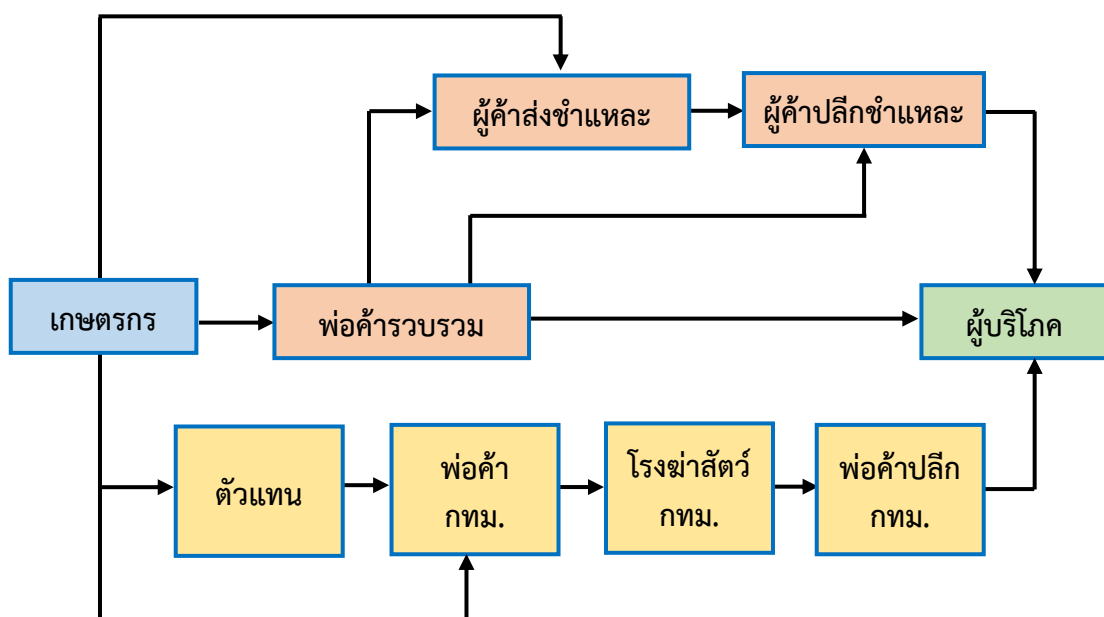 ผู้ค้าส่งชำแหละ
ผู้ค้าปลีกชำแหละ
เกษตรกร
พ่อค้ารวบรวม
ผู้บริโภค
ตัวแทน
พ่อค้า
กทม.
โรงฆ่าสัตว์
กทม.
พ่อค้าปลีก
กทม.